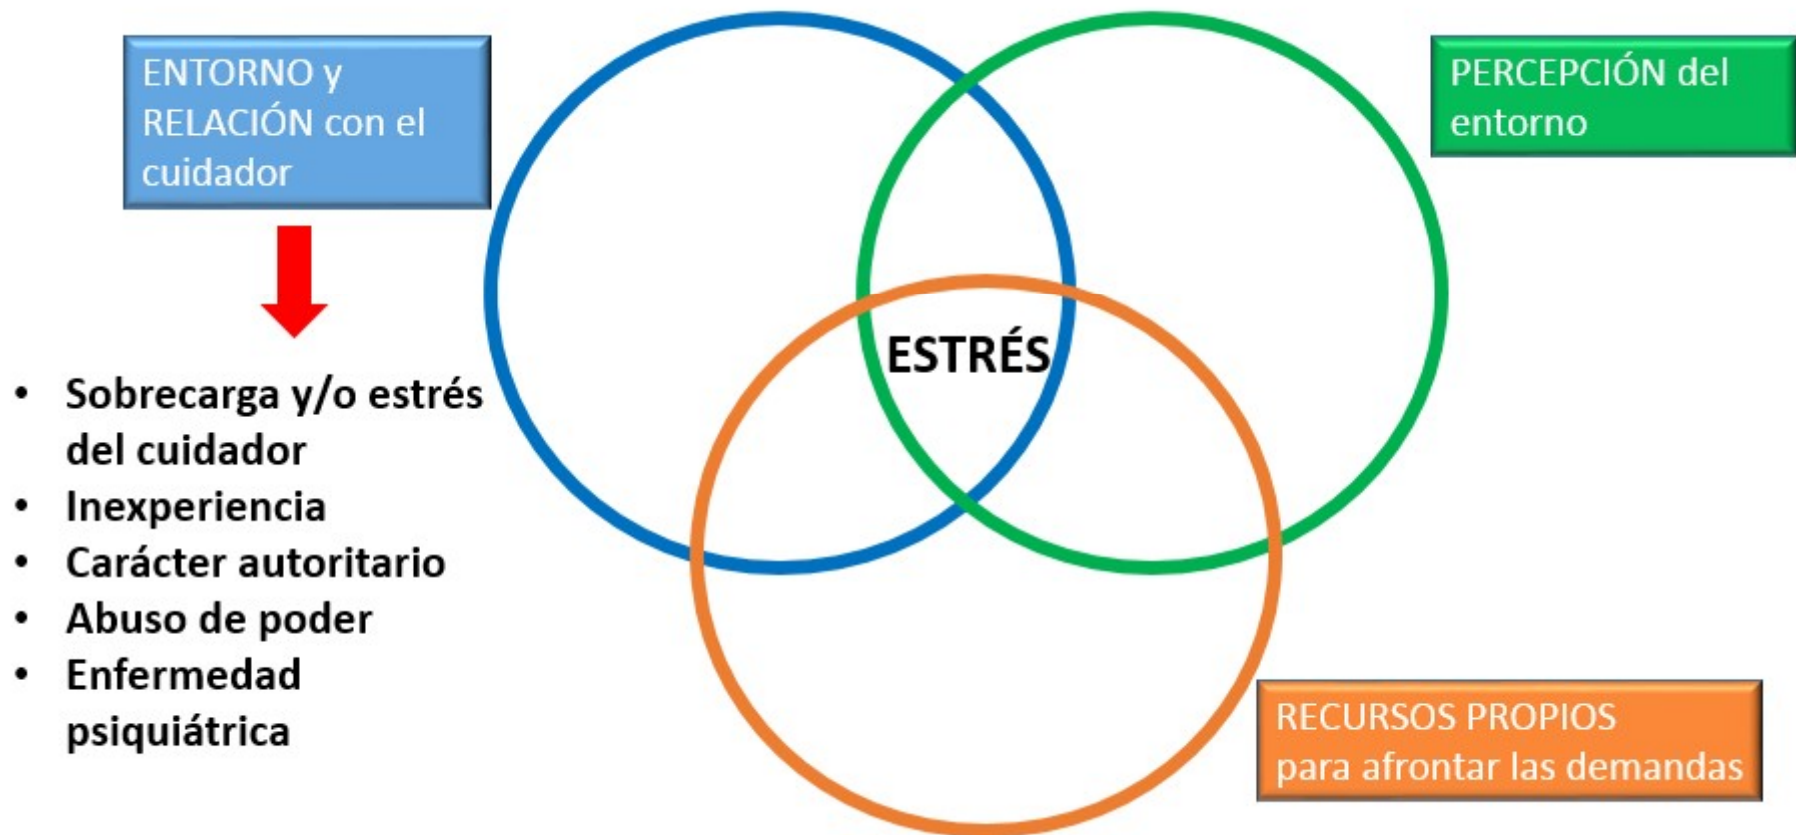 ENTORNO y
RELACIÓN con el
cuidador
PERCEPCIÓN del
entorno
ESTRÉS
• Sobrecarga y/o estrés
del cuidador
• Inexperiencia
• Carácter autoritario
• Abuso de poder
• Enfermedad
psiquiátrica
RECURSOS PROPIOS
para afrontar las demandas